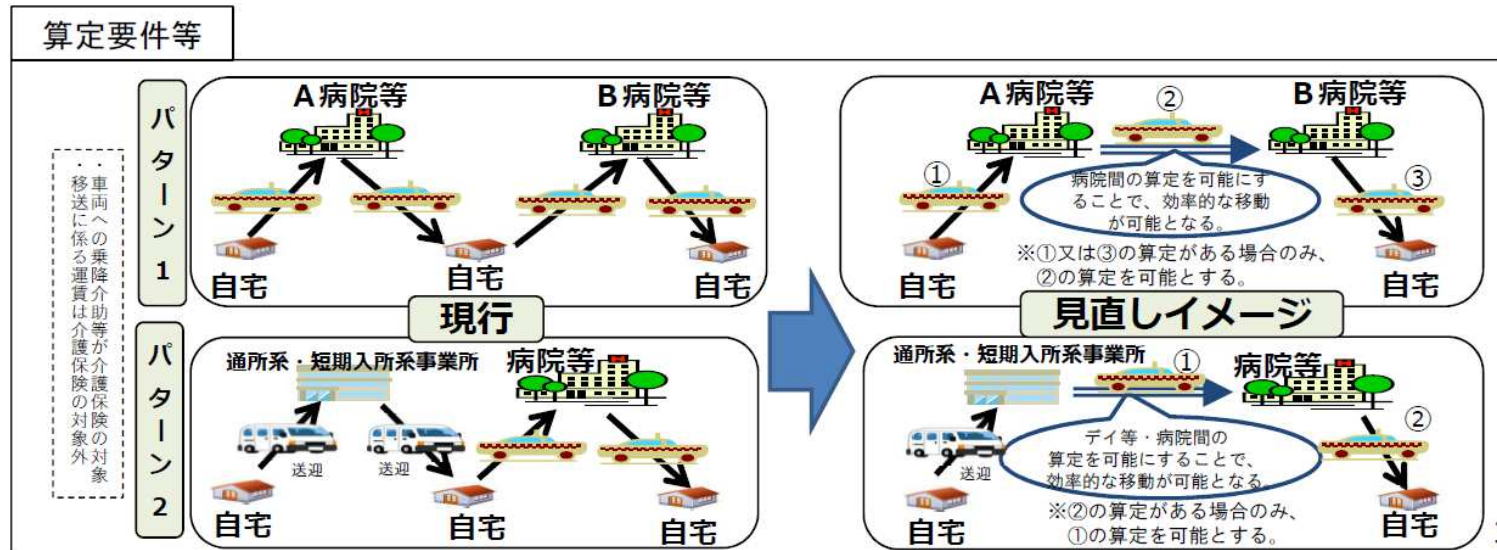 算定要件等
・車両への乗降介助等が介護保険の対象
・移送に係る運賃は介護保険の対象外
パターン1
A病院等
B病院等
自宅
自宅
自宅
現行
パターン2
通所系・短期入所系事業所
病院等
送迎
送迎
自宅
自宅
自宅
A病院等
②
B病院等
①
③
病院間の算定を可能にす
ることで、効率的な移動
が可能となる。
自宅
自宅
※①又は③の算定がある場合のみ、
②の算定を可能とする。
見直しイメージ
通所系・短期入所系事業所
①
病院等
②
送迎
デイ等・病院間の
算定を可能にすることで、
効率的な移動が可能となる。
自宅
自宅
※②の算定がある場合のみ、
①の算定を可能とする。